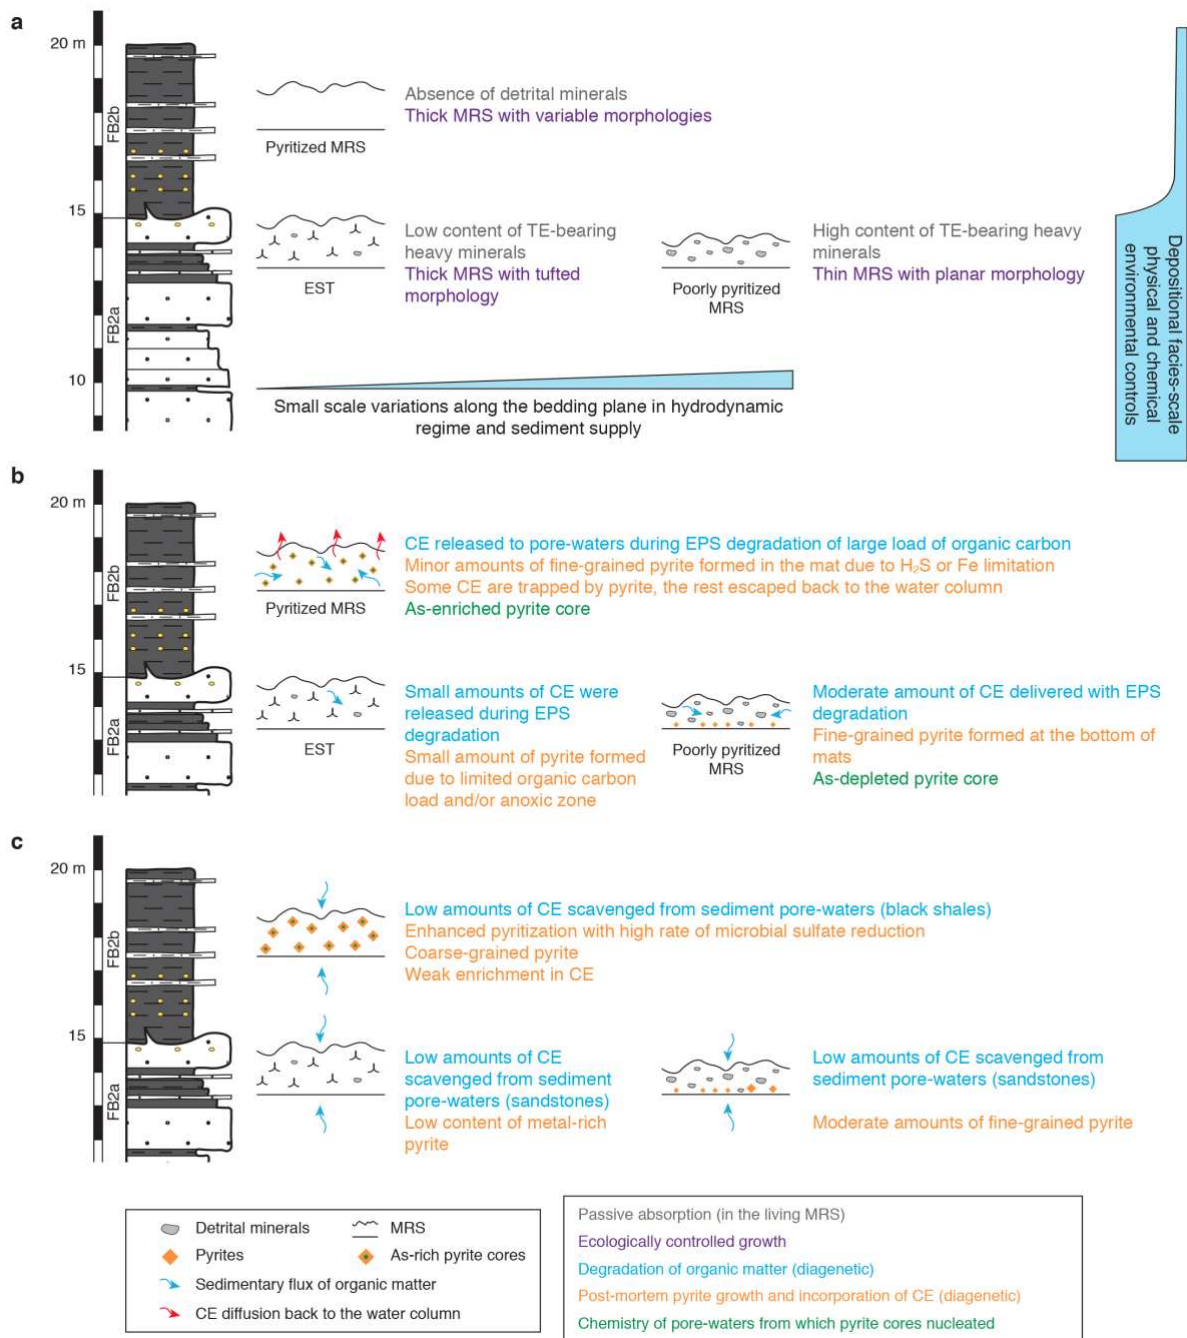 a
20 m
FB2b
15
FB2a
10
Absence of detrital minerals
Thick MRS with variable morphologies
Pyritized MRS
Low content of TE-bearing
heavy minerals
Thick MRS with tufted
morphology
EST
High content of TE-bearing heavy
minerals
Thin MRS with planar morphology
Poorly pyritized
MRS
Small scale variations along the bedding plane in hydrodynamic
regime and sediment supply
Depositional facies-scale
physical and chemical
environmental controls
b
20 m
FB2b
15
FB2a
CE released to pore-waters during EPS degradation of large load of organic carbon
Minor amounts of fine-grained pyrite formed in the mat due to H₂S or Fe limitation
Some CE are trapped by pyrite, the rest escaped back to the water column
As-enriched pyrite core
Pyritized MRS
Small amounts of CE were
released during EPS
degradation
Small amount of pyrite formed
due to limited organic carbon
load and/or anoxic zone
EST
Moderate amount of CE delivered with EPS
degradation
Fine-grained pyrite formed at the bottom of
mats
As-depleted pyrite core
Poorly pyritized
MRS
c
20 m
FB2b
15
FB2a
Low amounts of CE scavenged from sediment pore-waters (black shales)
Enhanced pyritization with high rate of microbial sulfate reduction
Coarse-grained pyrite
Weak enrichment in CE
Low amounts of CE
scavenged from sediment
pore-waters (sandstones)
Low content of metal-rich
pyrite
Low amounts of CE scavenged from
sediment pore-waters (sandstones)
Moderate amounts of fine-grained pyrite
Detrital minerals
MRS
Pyrites
As-rich pyrite cores
Sedimentary flux of organic matter
CE diffusion back to the water column
Passive absorption (in the living MRS)
Ecologically controlled growth
Degradation of organic matter (diagenetic)
Post-mortem pyrite growth and incorporation of CE (diagenetic)
Chemistry of pore-waters from which pyrite cores nucleated